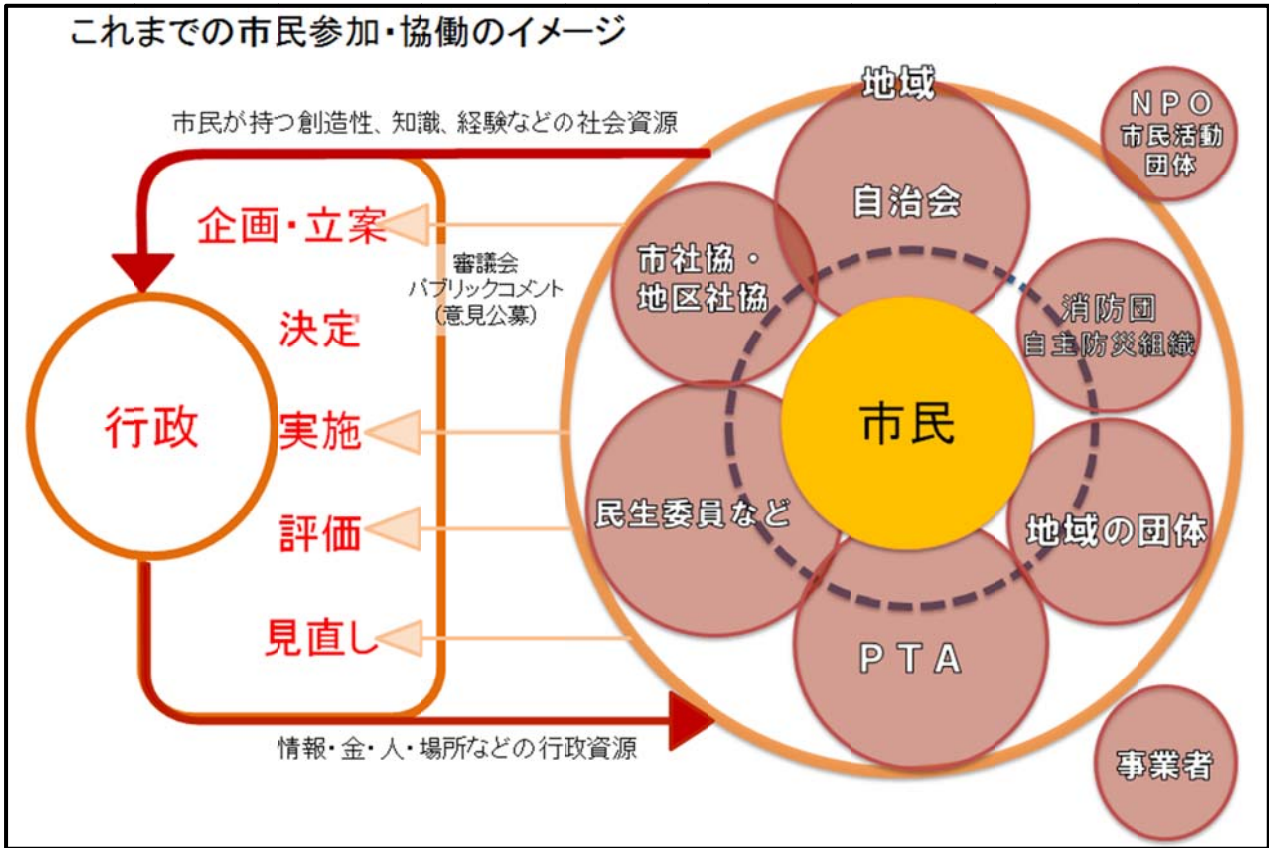 これまでの市民参加・協働のイメージ
市民が持つ創造性、知識、経験などの社会資源
企画・立案
決定
実施
評価
見直し
審議会
パブリックコメント
(意見公募)
行政
情報・金・人・場所などの行政資源
地域
自治会
市社協・
地区社協
消防団
自主防災組織
市民
民生委員など
地域の団体
ＰＴＡ
ＮＰＯ
市民活動
団体
事業者